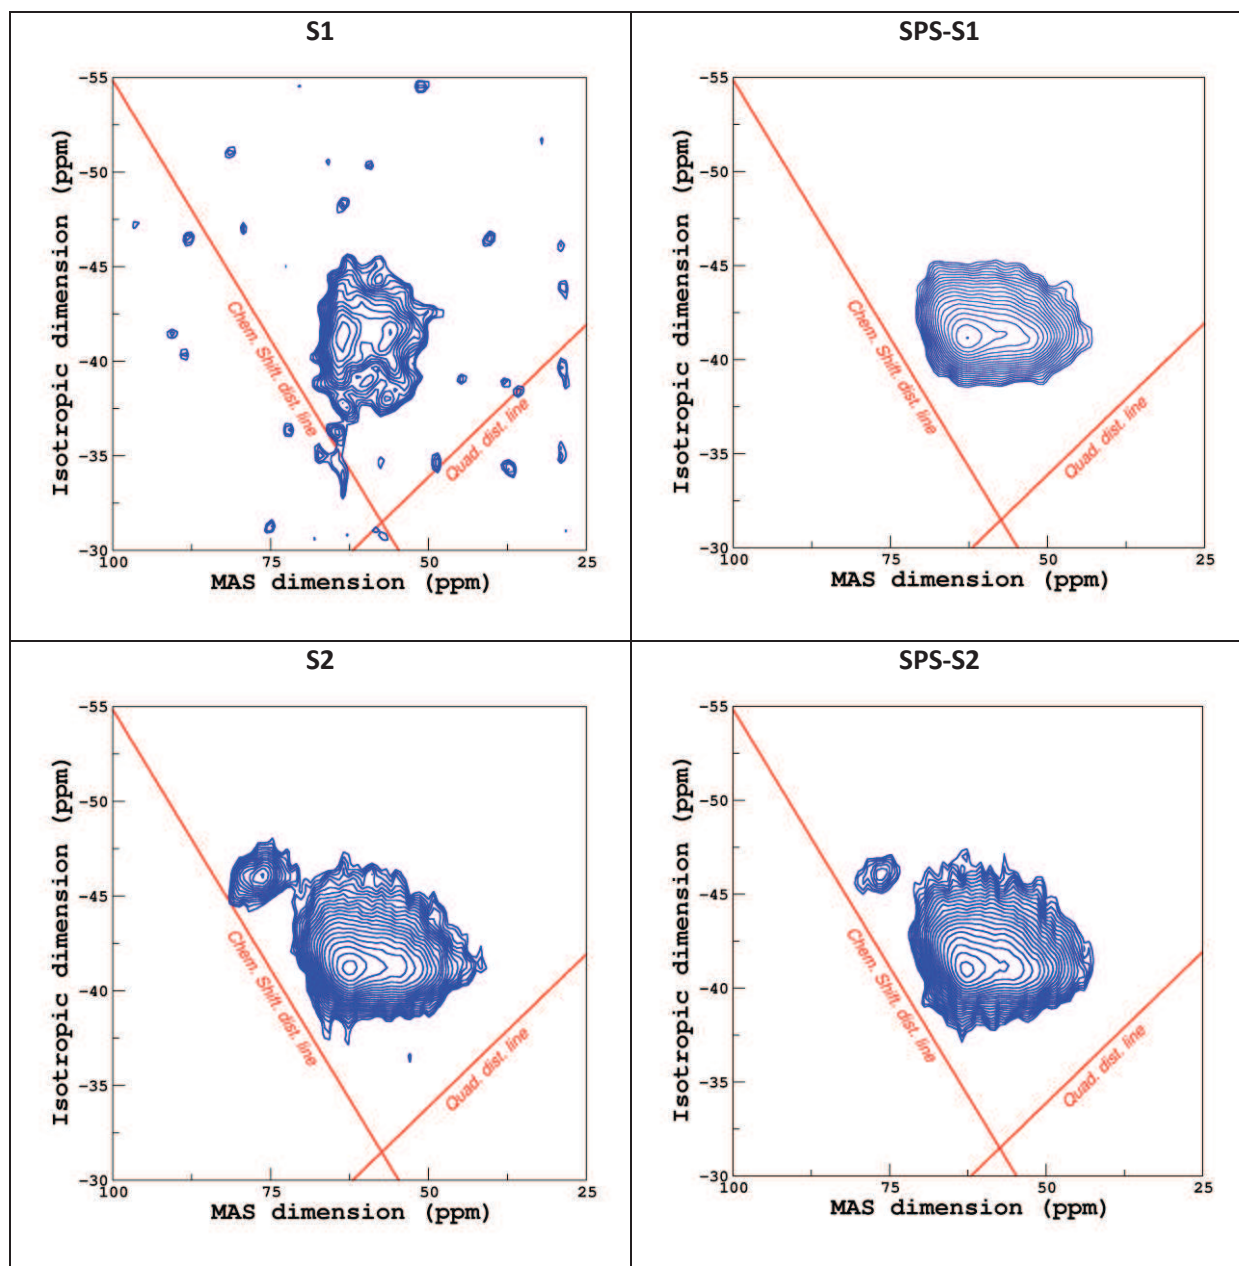 S1
SPS-S1
−55
−50
−45
−40
−35
−30
100
75
50
25
Isotropic dimension (ppm)
MAS dimension (ppm)
Chem. Shift. dist. line
Quad. dist. line
−55
−50
−45
−40
−35
−30
100
75
50
25
Isotropic dimension (ppm)
MAS dimension (ppm)
Chem. Shift. dist. line
Quad. dist. line
S2
SPS-S2
−55
−50
−45
−40
−35
−30
100
75
50
25
Isotropic dimension (ppm)
MAS dimension (ppm)
Chem. Shift. dist. line
Quad. dist. line
−55
−50
−45
−40
−35
−30
100
75
50
25
Isotropic dimension (ppm)
MAS dimension (ppm)
Chem. Shift. dist. line
Quad. dist. line